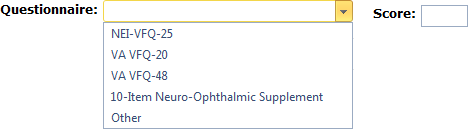 Questionnaire: Score:
NEI-VFQ-25
VA VFQ-20
VA VFQ-48
10-Item Neuro-Ophthalmic Supplement
Other